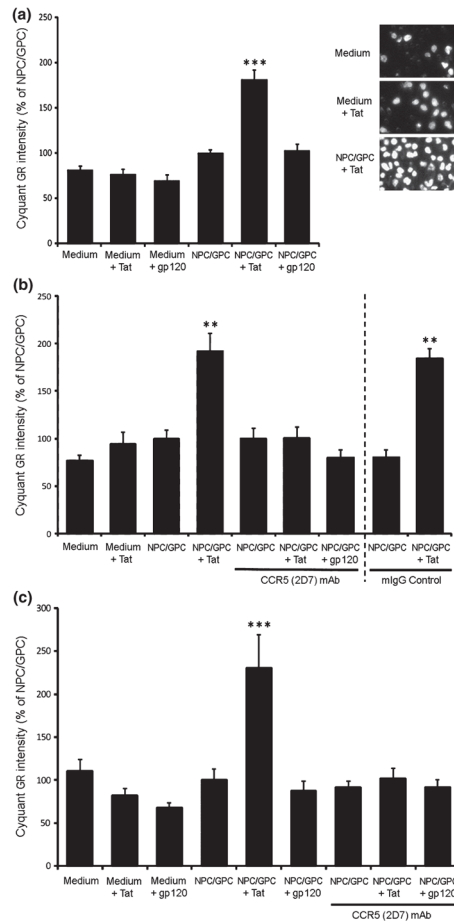 (a)
Cyquant GR intensity (% of NPC/GPC)
250
200
150
100
50
0
***
Medium
Medium
+ Tat
Medium
+ gp120
NPC/GPC
NPC/GPC
+ Tat
NPC/GPC
+ gp120
Medium
Medium
+ Tat
NPC/GPC
+ Tat
(b)
Cyquant GR intensity (% of NPC/GPC)
250
200
150
100
50
0
**
**
Medium
Medium
+ Tat
NPC/GPC
NPC/GPC
+ Tat
NPC/GPC
NPC/GPC
+ Tat
NPC/GPC
+ gp120
NPC/GPC
NPC/GPC
+ Tat
CCR5 (2D7) mAb
mIgG Control
(c)
Cyquant GR intensity (% of NPC/GPC)
300
250
200
150
100
50
0
***
Medium
Medium
+ Tat
Medium
+ gp120
NPC/GPC
NPC/GPC
+ Tat
NPC/GPC
+ gp120
NPC/GPC
NPC/GPC
+ Tat
NPC/GPC
+ gp120
CCR5 (2D7) mAb